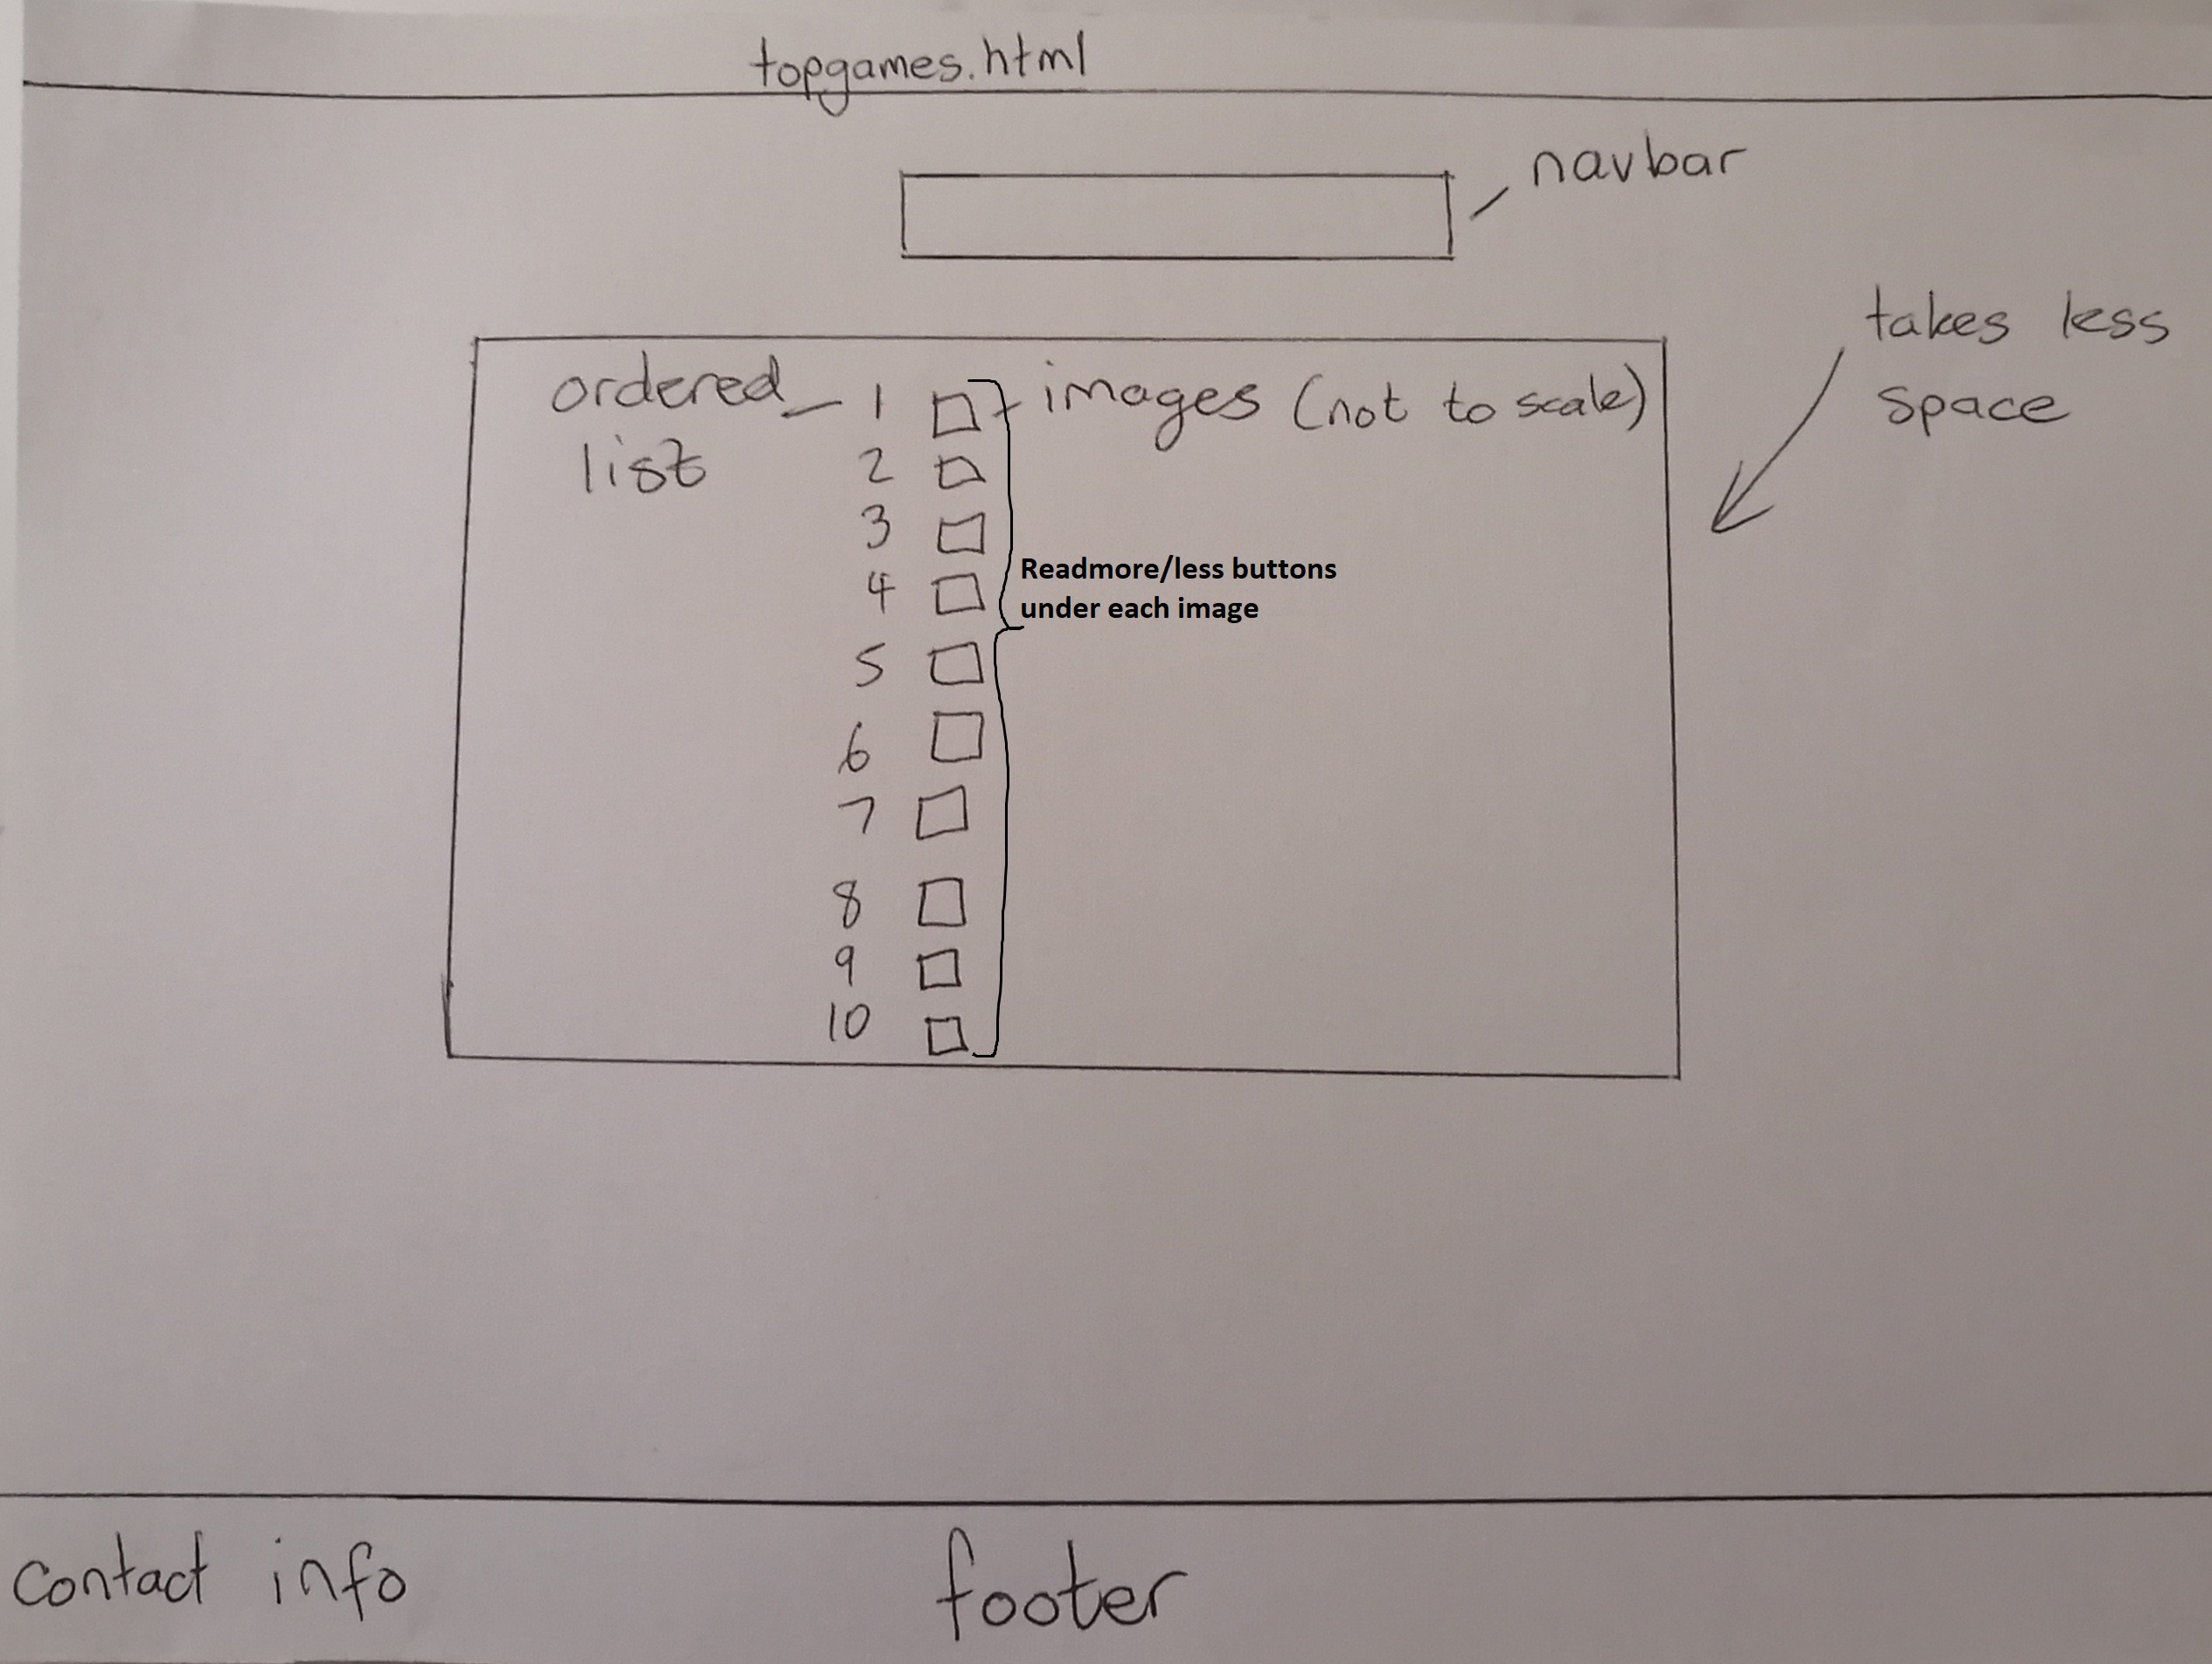 topgames.html
navbar
takes less
space
ordered
list
1
images (not to scale)
2
3
4
Readmore/less buttons
under each image
5
6
7
8
9
10
contact info
footer